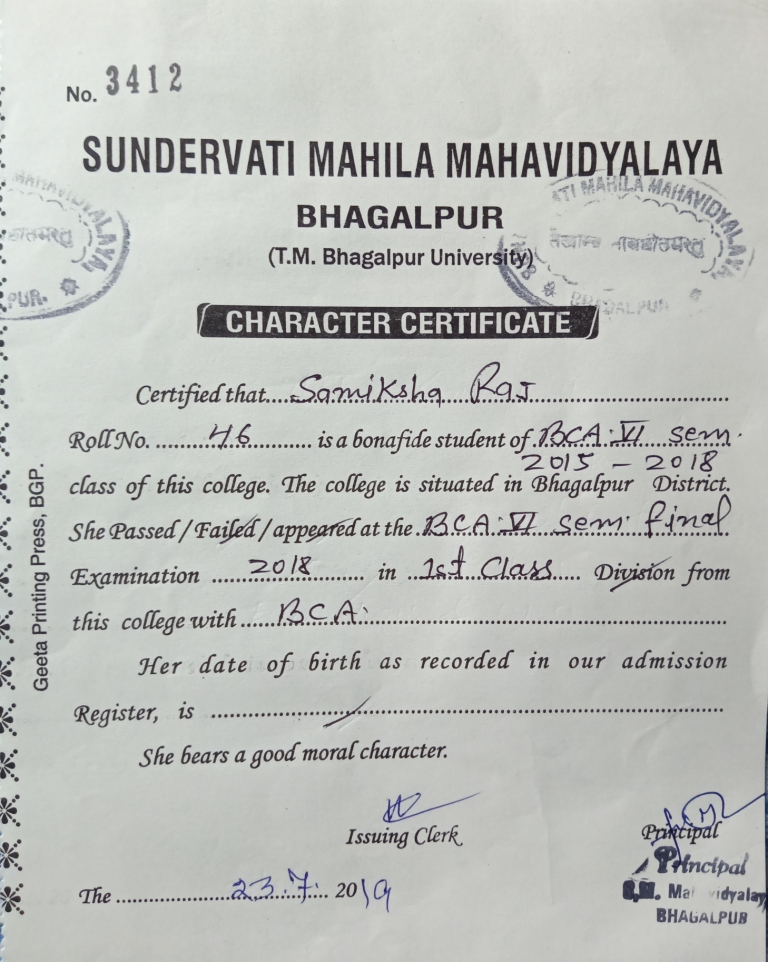 No. 3412
SUNDERVATI MAHILA MAHAVIDYALAYA
BHAGALPUR
(T.M. Bhagalpur University)
CHARACTER CERTIFICATE
Certified that....Samiksha Raj
Roll No. 46 is a bonafide student of BCA VI sem.
2015 - 2018
class of this college. The college is situated in Bhagalpur District.
She Passed / Failed / appeared at the BCA VI sem final
Examination 2018 in 1st Class Division from
this college with BCA.
Her date of birth as recorded in our admission
Register, is
She bears a good moral character.
Issuing Clerk
Principal
Principal
BHAGALPUR
The 23.7. 2019
Geeta Printing Press, BGP.
MAHAVIDYALAYA
PUR.
MAHILA MAHAVIDYALAYA
BHAGALPUR